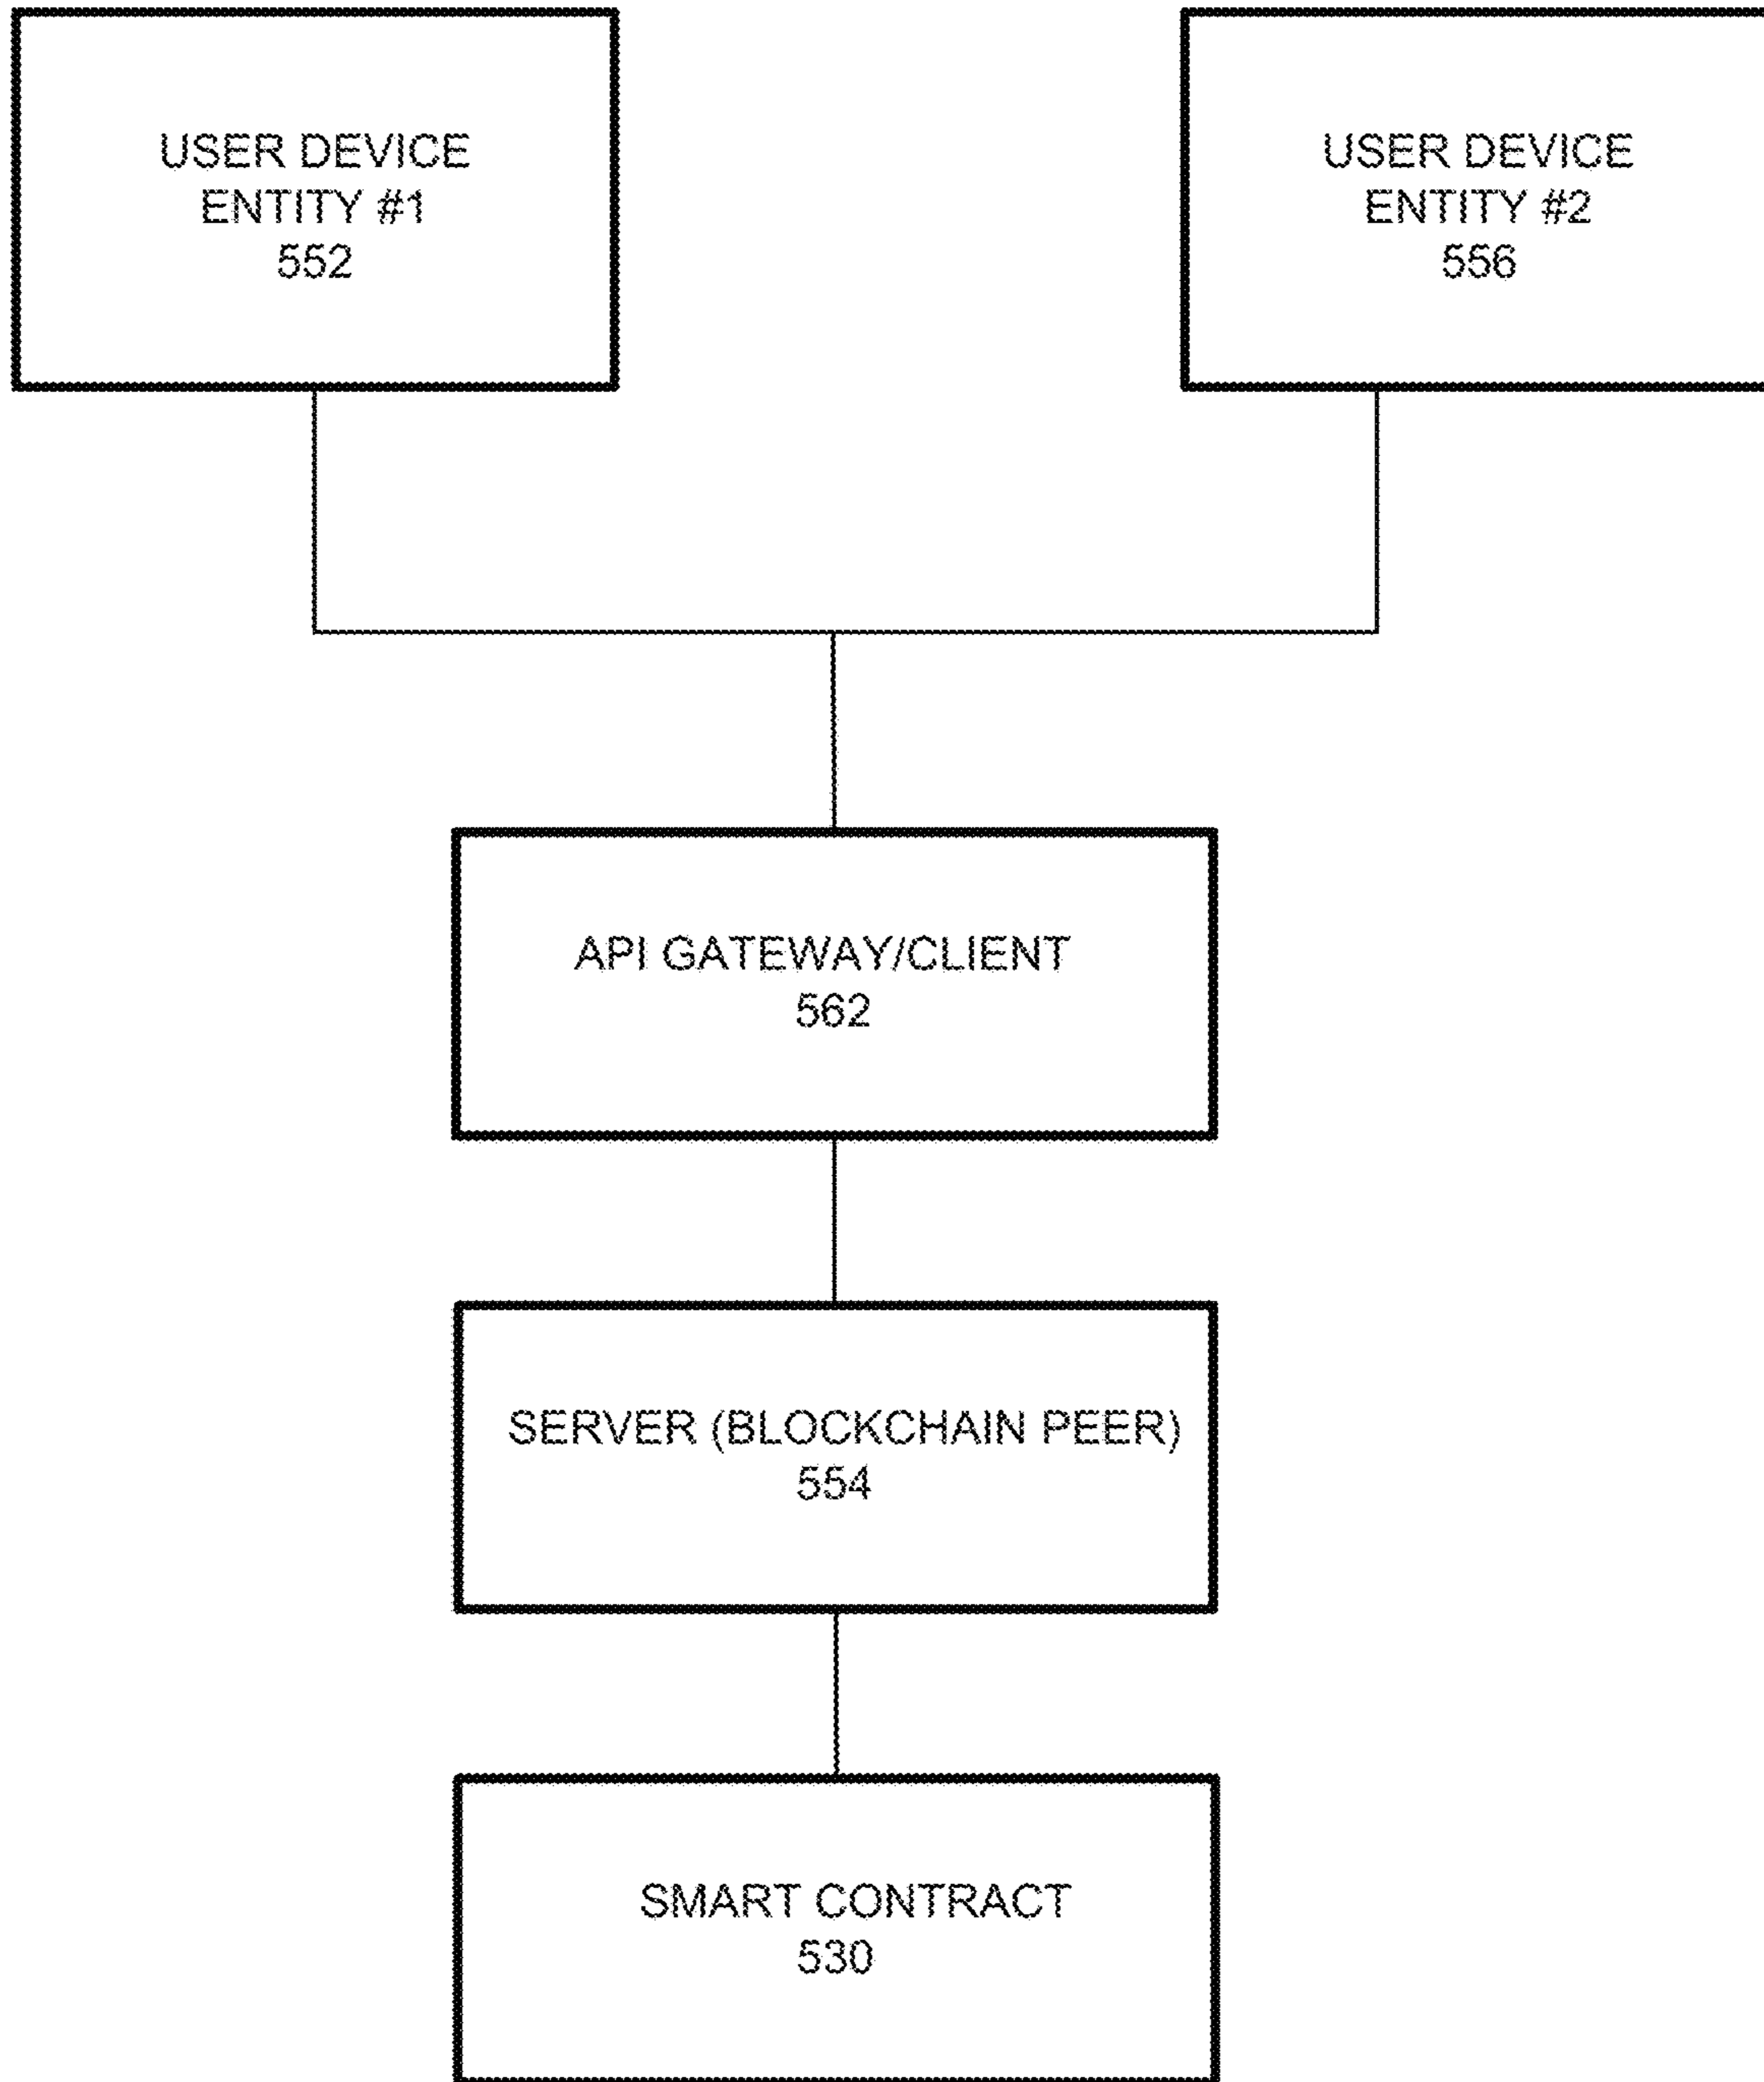 USER DEVICE
ENTITY #1
552
USER DEVICE
ENTITY #2
556
API GATEWAY/CLIENT
562
SERVER (BLOCKCHAIN PEER)
554
SMART CONTRACT
530